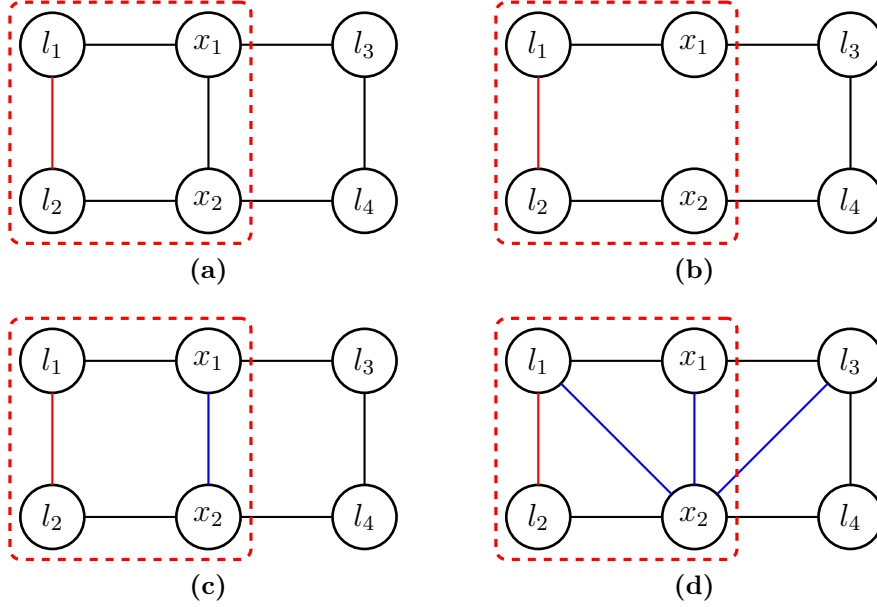 l₁ x₁ l₃ l₁ x₁ l₃
l₂ x₂ l₄ l₂ x₂ l₄
(a) (b)
l₁ x₁ l₃ l₁ x₁ l₃
l₂ x₂ l₄ l₂ x₂ l₄
(c) (d)